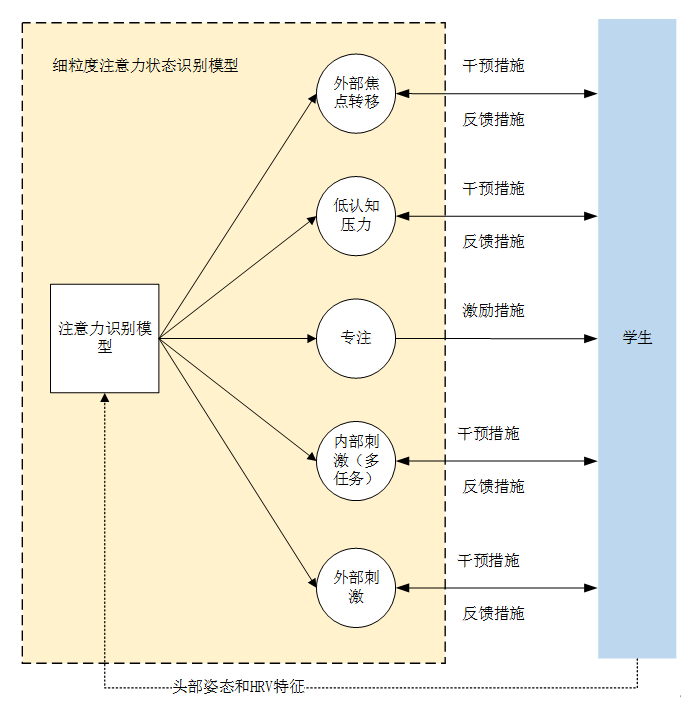 细粒度注意力状态识别模型
外部焦
点转移
干预措施
反馈措施
低认知
压力
干预措施
反馈措施
注意力识别模
型
专注
激励措施
学生
内部刺
激（多
任务）
干预措施
反馈措施
外部刺
激
干预措施
反馈措施
头部姿态和HRV特征